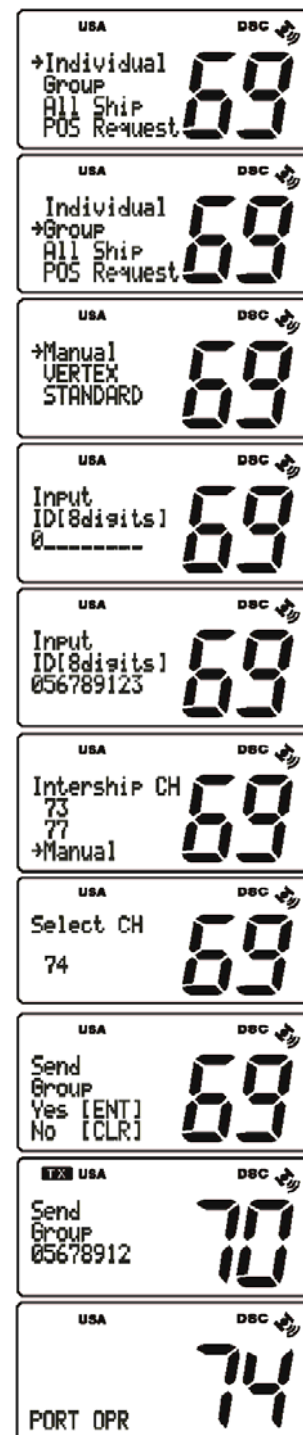 USA DSC
→Individual
Group
All Ship
POS Request
69
USA DSC
Individual
→Group
All Ship
POS Request
69
USA DSC
→Manual
VERTEX
STANDARD
69
USA DSC
Input
ID[8digits]
0________
69
USA DSC
Input
ID[8digits]
056789123
69
USA DSC
Intership CH
73
77
→Manual
69
USA DSC
Select CH
74
69
USA DSC
Send
Group
Yes [ENT]
No [CLR]
69
TX USA DSC
Send
Group
05678912
70
USA DSC
74
PORT OPR